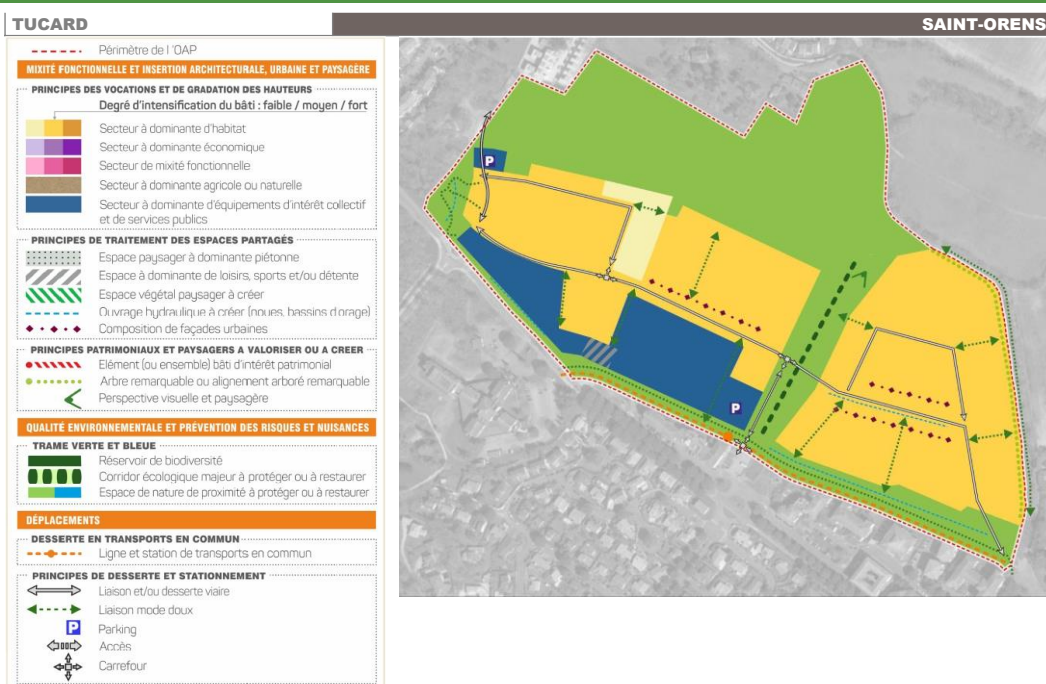 TUCARD
SAINT-ORENS
Périmètre de l 'OAP
MIXITÉ FONCTIONNELLE ET INSERTION ARCHITECTURALE, URBAINE ET PAYSAGÈRE
PRINCIPES DES VOCATIONS ET DE GRADATION DES HAUTEURS
Degré d'intensification du bâti : faible / moyen / fort
Secteur à dominante d'habitat
Secteur à dominante économique
Secteur de mixité fonctionnelle
Secteur à dominante agricole ou naturelle
Secteur à dominante d'équipements d'intérêt collectif
et de services publics
PRINCIPES DE TRAITEMENT DES ESPACES PARTAGÉS
Espace paysager à dominante piétonne
Espace à dominante de loisirs, sports et/ou détente
Espace végétal paysager à créer
Ouvrage hydraulique à créer (noues, bassins d'orage)
Composition de façades urbaines
PRINCIPES PATRIMONIAUX ET PAYSAGERS A VALORISER OU A CREER
Elément (ou ensemble) bâti d'intérêt patrimonial
Arbre remarquable ou alignement arboré remarquable
Perspective visuelle et paysagère
QUALITÉ ENVIRONNEMENTALE ET PRÉVENTION DES RISQUES ET NUISANCES
TRAME VERTE ET BLEUE
Réservoir de biodiversité
Corridor écologique majeur à protéger ou à restaurer
Espace de nature de proximité à protéger ou à restaurer
DÉPLACEMENTS
DESSERTE EN TRANSPORTS EN COMMUN
Ligne et station de transports en commun
PRINCIPES DE DESSERTE ET STATIONNEMENT
Liaison et/ou desserte viaire
Liaison mode doux
P Parking
Accès
Carrefour
P
P